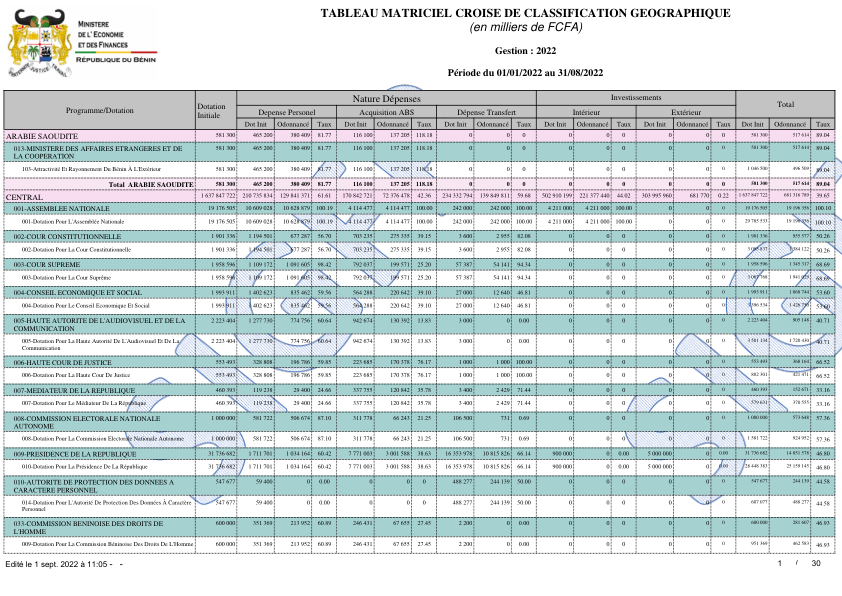 MINISTERE
DE L'ECONOMIE
ET DES FINANCES
RÉPUBLIQUE DU BÉNIN
TABLEAU MATRICIEL CROISE DE CLASSIFICATION GEOGRAPHIQUE
(en milliers de FCFA)
Gestion : 2022
Période du 01/01/2022 au 31/08/2022
Programme/Dotation Dotation Initiale Nature Dépenses Investissements Total
Depense Personel Acquisition ABS Dépense Transfert Intérieur Extérieur
Dot Init Odonnancé Taux Dot Init Odonnancé Taux Dot Init Odonnancé Taux Dot Init Odonnancé Taux Dot Init Odonnancé Taux Dot Init Odonnancé Taux
ARABIE SAOUDITE 581 300 465 200 380 409 81.77 116 100 137 205 118.18 0 0 0 0 0 0 0 0 0 581 300 517 614 89.04
013-MINISTERE DES AFFAIRES ETRANGERES ET DE LA COOPERATION 581 300 465 200 380 409 81.77 116 100 137 205 118.18 0 0 0 0 0 0 0 0 0 581 300 517 614 89.04
103-Attractivité Et Rayonnement Du Bénin À L'Extérieur 581 300 465 200 380 409 81.77 116 100 137 205 118.18 0 0 0 0 0 0 0 0 0 89.04
Total ARABIE SAOUDITE 581 300 465 200 380 409 81.77 116 100 137 205 118.18 0 0 0 0 0 0 0 0 0 581 300 517 614 89.04
CENTRAL 1 637 847 722 210 735 834 129 841 371 61.61 170 842 721 72 376 478 42.36 234 332 794 139 849 811 59.68 502 910 199 221 377 440 44.02 303 995 960 681 770 0.22 39.65
001-ASSEMBLEE NATIONALE 19 176 505 10 609 028 10 628 879 100.19 4 114 477 4 114 477 100.00 242 000 242 000 100.00 4 211 000 4 211 000 100.00 0 0 0 19 176 505 100.10
001-Dotation Pour L'Assemblée Nationale 19 176 505 10 609 028 10 628 879 100.19 4 114 477 4 114 477 100.00 242 000 242 000 100.00 4 211 000 4 211 000 100.00 0 0 0 100.10
002-COUR CONSTITUTIONNELLE 1 901 336 1 194 501 677 287 56.70 703 235 275 335 39.15 3 600 2 955 82.08 0 0 0 0 0 0 1 901 336 955 577 50.26
002-Dotation Pour La Cour Constitutionnelle 1 901 336 1 194 501 677 287 56.70 703 235 275 335 39.15 3 600 2 955 82.08 0 0 0 0 0 0 50.26
003-COUR SUPREME 1 958 596 1 109 172 1 091 605 98.42 792 037 199 571 25.20 57 387 54 141 94.34 0 0 0 0 0 0 1 958 596 68.69
003-Dotation Pour La Cour Suprême 1 958 596 1 109 172 1 091 605 98.42 792 037 199 571 25.20 57 387 54 141 94.34 0 0 0 0 0 0 68.69
004-CONSEIL ECONOMIQUE ET SOCIAL 1 993 911 1 402 623 835 462 59.56 564 288 220 642 39.10 27 000 12 640 46.81 0 0 0 0 0 0 1 993 911 1 068 744 53.60
004-Dotation Pour Le Conseil Economique Et Social 1 993 911 1 402 623 835 462 59.56 564 288 220 642 39.10 27 000 12 640 46.81 0 0 0 0 0 0 53.60
005-HAUTE AUTORITE DE L'AUDIOVISUEL ET DE LA COMMUNICATION 2 223 404 1 277 730 774 756 60.64 942 674 130 392 13.83 3 000 0 0.00 0 0 0 0 0 0 2 223 404 905 148 40.71
005-Dotation Pour La Haute Autorité De L'Audiovisuel Et De La Communication 2 223 404 1 277 730 774 756 60.64 942 674 130 392 13.83 3 000 0 0.00 0 0 0 0 0 0 40.71
006-HAUTE COUR DE JUSTICE 553 493 328 808 196 786 59.85 223 685 170 378 76.17 1 000 1 000 100.00 0 0 0 0 0 0 553 493 368 164 66.52
006-Dotation Pour La Haute Cour De Justice 553 493 328 808 196 786 59.85 223 685 170 378 76.17 1 000 1 000 100.00 0 0 0 0 0 0 66.52
007-MEDIATEUR DE LA REPUBLIQUE 460 393 119 238 29 400 24.66 337 755 120 842 35.78 3 400 2 429 71.44 0 0 0 0 0 0 460 393 152 671 33.16
007-Dotation Pour Le Médiateur De La République 460 393 119 238 29 400 24.66 337 755 120 842 35.78 3 400 2 429 71.44 0 0 0 0 0 0 33.16
008-COMMISSION ELECTORALE NATIONALE AUTONOME 1 000 000 581 722 506 674 87.10 311 778 66 243 21.25 106 500 731 0.69 0 0 0 0 0 0 1 000 000 573 648 57.36
008-Dotation Pour La Commission Electorale Nationale Autonome 1 000 000 581 722 506 674 87.10 311 778 66 243 21.25 106 500 731 0.69 0 0 0 0 0 0 57.36
009-PRESIDENCE DE LA REPUBLIQUE 31 736 682 1 711 701 1 034 164 60.42 7 771 003 3 001 588 38.63 16 353 978 10 815 826 66.14 900 000 0 0.00 5 000 000 0 0.00 31 736 682 14 851 578 46.80
010-Dotation Pour La Présidence De La République 31 736 682 1 711 701 1 034 164 60.42 7 771 003 3 001 588 38.63 16 353 978 10 815 826 66.14 900 000 0 0.00 5 000 000 0 0.00 46.80
010-AUTORITE DE PROTECTION DES DONNEES A CARACTERE PERSONNEL 547 677 59 400 0 0.00 0 0 0 488 277 244 139 50.00 0 0 0 0 0 0 547 677 244 139 44.58
014-Dotation Pour L'Autorité De Protection Des Données À Caractère Personnel 547 677 59 400 0 0.00 0 0 0 488 277 244 139 50.00 0 0 0 0 0 0 607 077 488 277 44.58
033-COMMISSION BENINOISE DES DROITS DE L'HOMME 600 000 351 369 213 952 60.89 246 431 67 655 27.45 2 200 0 0.00 0 0 0 0 0 0 600 000 281 607 46.93
009-Dotation Pour La Commission Béninoise Des Droits De L'Homme 600 000 351 369 213 952 60.89 246 431 67 655 27.45 2 200 0 0.00 0 0 0 0 0 0 951 369 46.93
Edité le 1 sept. 2022 à 11:05 - -
1 / 30